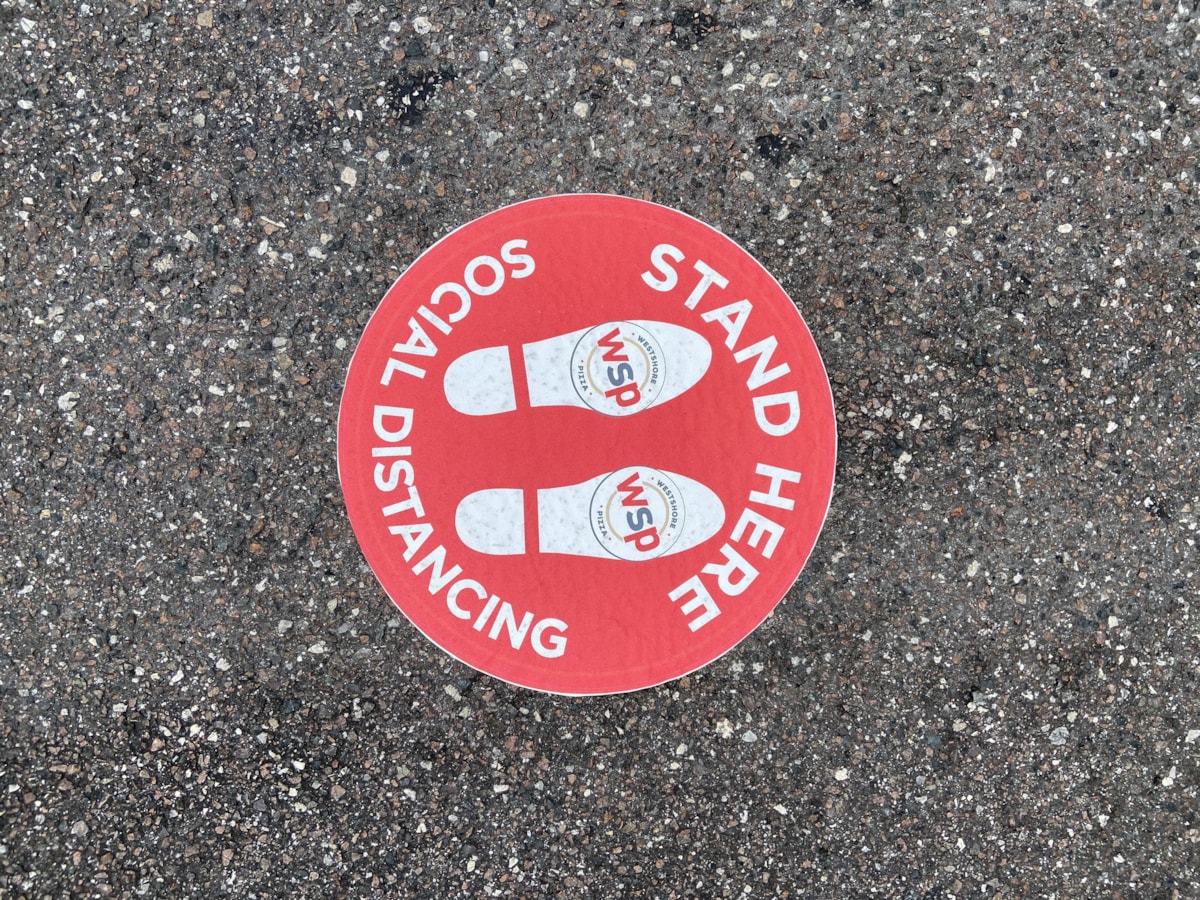 STAND HERE
WESTSHORE
wsp
PIZZA
WESTSHORE
wsp
PIZZA
SOCIAL DISTANCING